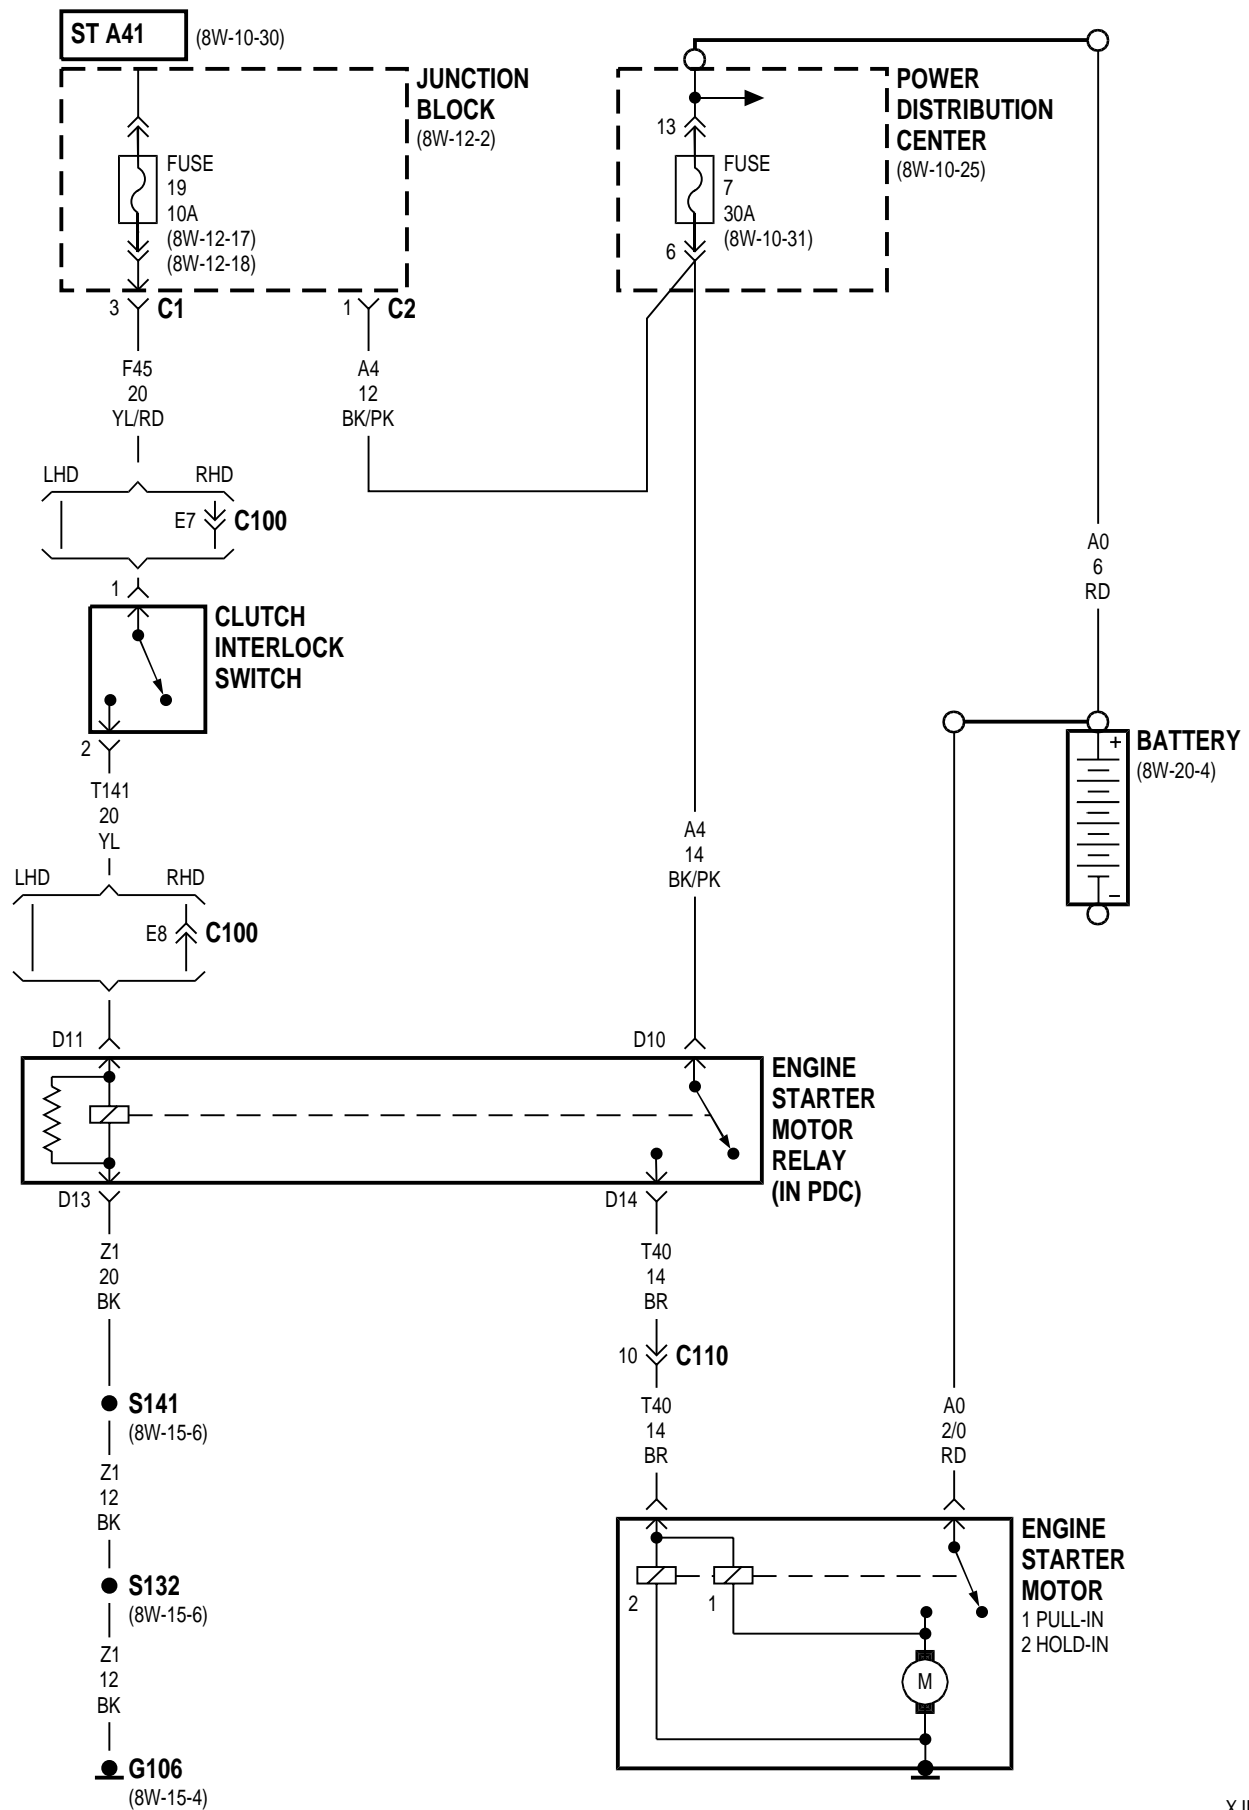 ST A41
(8W-10-30)
JUNCTION
BLOCK
(8W-12-2)
FUSE
19
10A
(8W-12-17)
(8W-12-18)
3
C1
1
C2
POWER
DISTRIBUTION
CENTER
(8W-10-25)
13
FUSE
7
30A
(8W-10-31)
6
F45
20
YL/RD
A4
12
BK/PK
LHD
RHD
E7
C100
1
CLUTCH
INTERLOCK
SWITCH
2
A0
6
RD
+
BATTERY
(8W-20-4)
−
T141
20
YL
A4
14
BK/PK
LHD
RHD
E8
C100
D11
D10
ENGINE
STARTER
MOTOR
RELAY
(IN PDC)
D13
D14
Z1
20
BK
T40
14
BR
10
C110
S141
(8W-15-6)
T40
14
BR
A0
2/0
RD
Z1
12
BK
S132
(8W-15-6)
ENGINE
STARTER
MOTOR
1 PULL-IN
2 HOLD-IN
2
1
M
Z1
12
BK
G106
(8W-15-4)